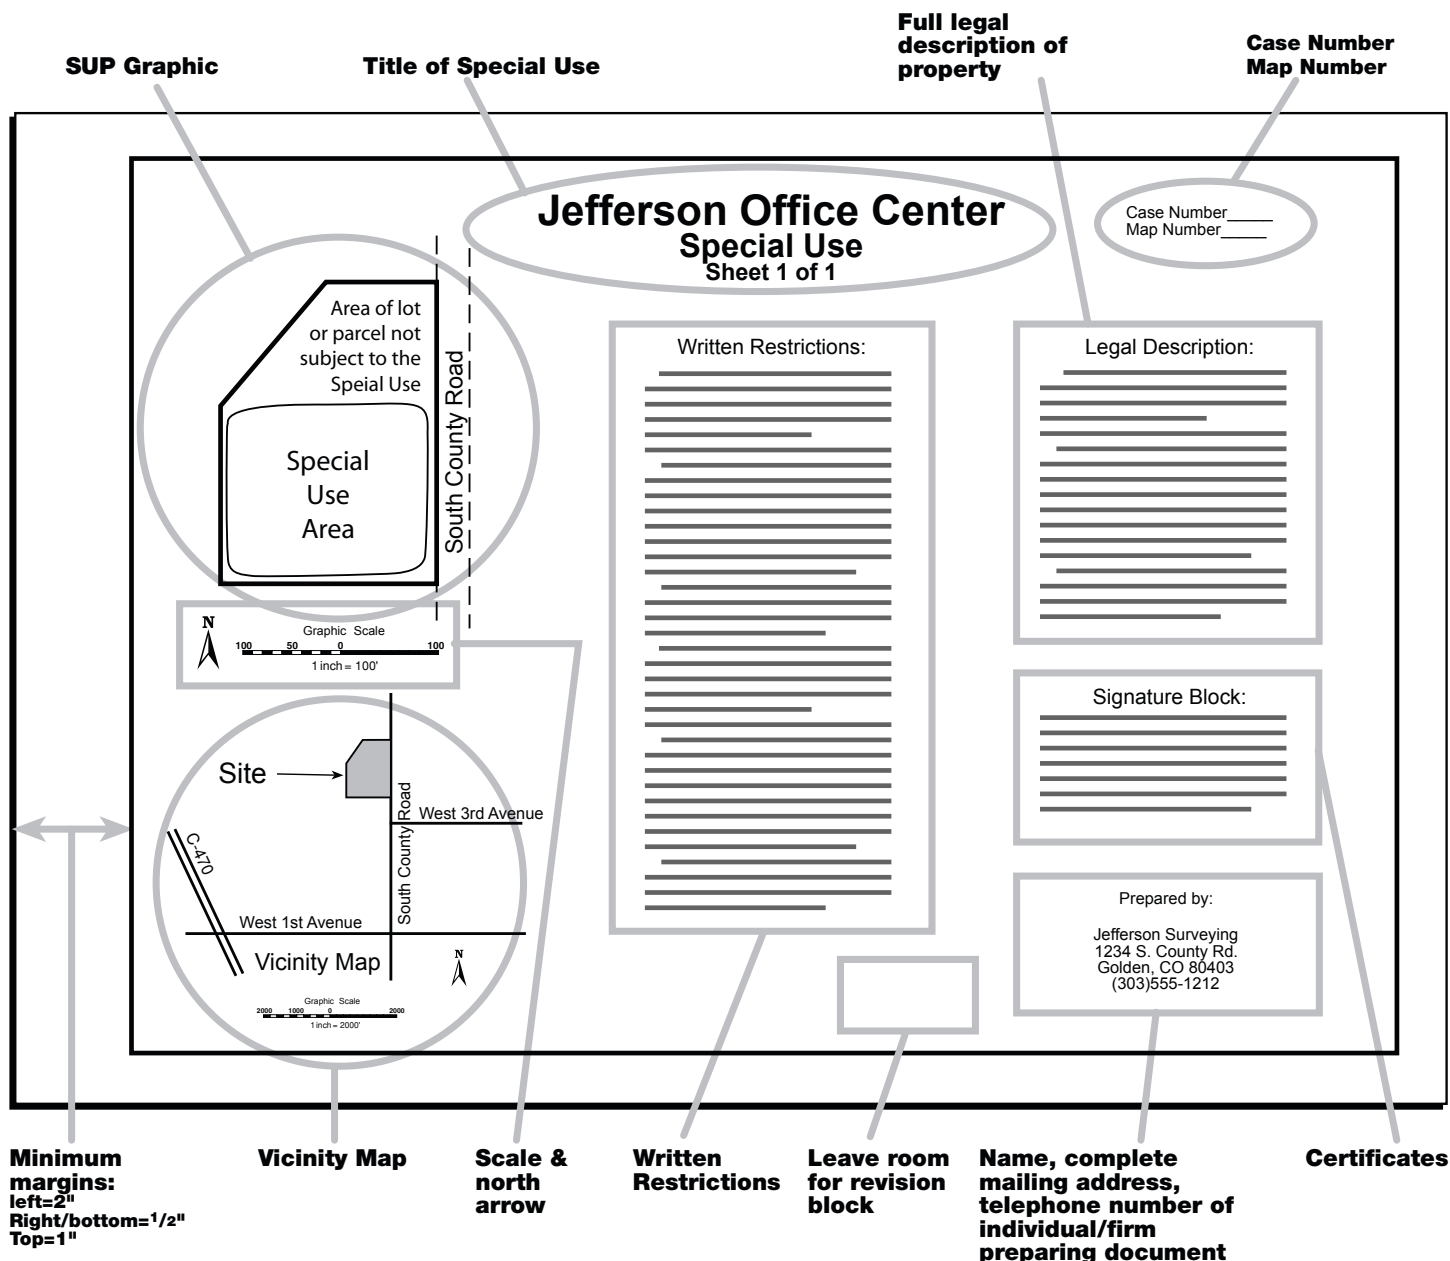 SUP Graphic
Title of Special Use
Full legal
description of
property
Case Number
Map Number
Jefferson Office Center
Special Use
Sheet 1 of 1
Case Number_____
Map Number_____
Area of lot
or parcel not
subject to the
Speial Use
Special
Use
Area
South County Road
N
Graphic Scale
100 50 0 100
1 inch = 100'
Site
West 3rd Avenue
South County Road
C-470
West 1st Avenue
Vicinity Map
N
Graphic Scale
2000 1000 0 2000
1 inch = 2000'
Written Restrictions:
Legal Description:
Signature Block:
Prepared by:
Jefferson Surveying
1234 S. County Rd.
Golden, CO 80403
(303)555-1212
Minimum
margins:
left=2"
Right/bottom=1/2"
Top=1"
Vicinity Map
Scale &
north
arrow
Written
Restrictions
Leave room
for revision
block
Name, complete
mailing address,
telephone number of
individual/firm
preparing document
Certificates